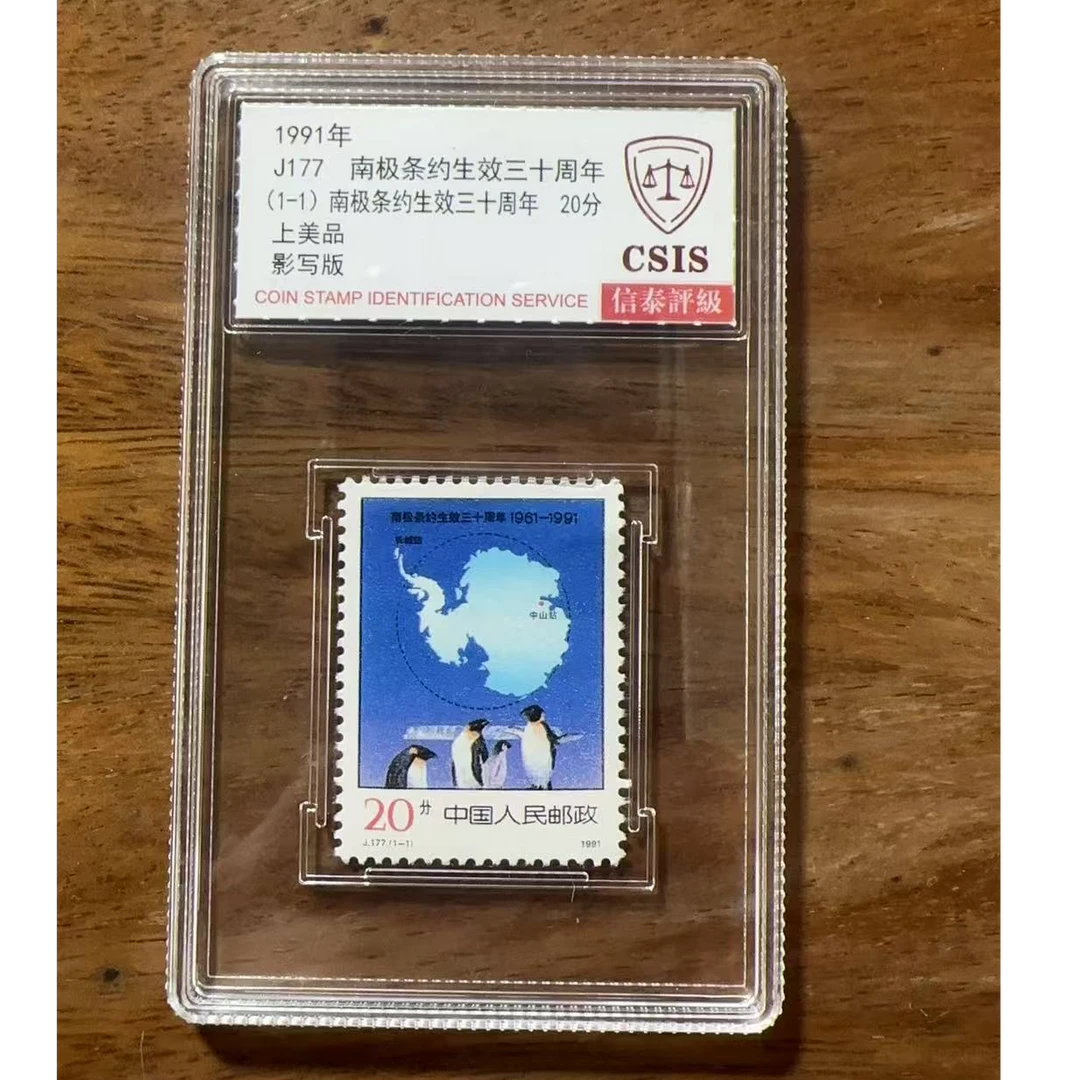 1991年
J177 南极条约生效三十周年
(1-1) 南极条约生效三十周年 20分
上美品
影写版
CSIS
COIN STAMP IDENTIFICATION SERVICE
信泰評級
南极条约生效三十周年 1961-1991
长城站
中山站
20分 中国人民邮政
J.177.(1-1) 1991